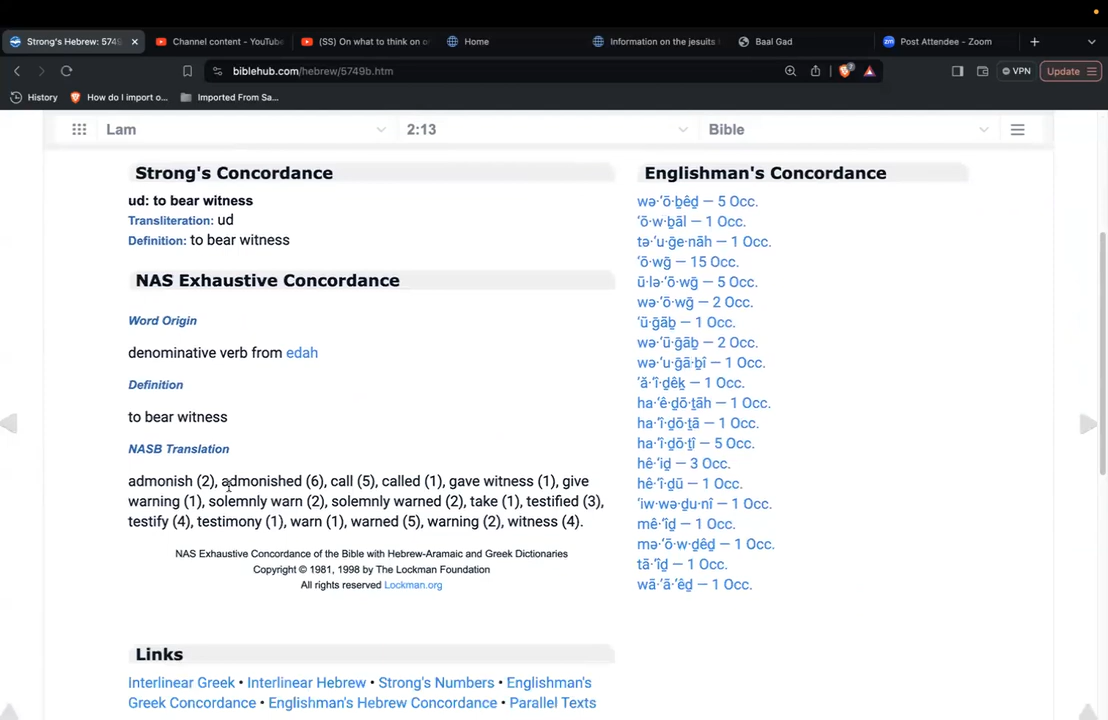 Strong's Hebrew: 574
Channel content - YouTube
(SS) On what to think on o
Home
Information on the jesuits
Baal Gad
Post Attendee - Zoom
biblehub.com/hebrew/5749b.htm
2
VPN
Update
History
How do I import o...
Imported From Sa...
Lam
2:13
Bible
Strong's Concordance
ud: to bear witness
Transliteration: ud
Definition: to bear witness
NAS Exhaustive Concordance
Word Origin
denominative verb from edah
Definition
to bear witness
NASB Translation
admonish (2), admonished (6), call (5), called (1), gave witness (1), give
warning (1), solemnly warn (2), solemnly warned (2), take (1), testified (3),
testify (4), testimony (1), warn (1), warned (5), warning (2), witness (4).
NAS Exhaustive Concordance of the Bible with Hebrew-Aramaic and Greek Dictionaries
Copyright © 1981, 1998 by The Lockman Foundation
All rights reserved Lockman.org
Links
Interlinear Greek • Interlinear Hebrew • Strong's Numbers • Englishman's
Greek Concordance • Englishman's Hebrew Concordance • Parallel Texts
Englishman's Concordance
wə·‘ō·ḇêḏ — 5 Occ.
‘ō·w·ḇāl — 1 Occ.
tə·‘u·ḡe·nāh — 1 Occ.
‘ō·wḡ — 15 Occ.
ū·lə·‘ō·wḡ — 5 Occ.
wə·‘ō·wḡ — 2 Occ.
‘ū·ḡāḇ — 1 Occ.
wə·‘ū·ḡāḇ — 2 Occ.
wə·‘u·ḡā·ḇî — 1 Occ.
‘ă·‘î·ḏêḵ — 1 Occ.
ha·‘ê·ḏō·ṯāh — 1 Occ.
ha·‘î·ḏō·ṯā — 1 Occ.
ha·‘î·ḏō·ṯî — 5 Occ.
hê·‘îḏ — 3 Occ.
hê·‘î·ḏū — 1 Occ.
‘iw·wə·ḏu·nî — 1 Occ.
mê·‘îḏ — 1 Occ.
mə·‘ō·w·ḏêḏ — 1 Occ.
tā·‘îḏ — 1 Occ.
wā·‘ā·‘êḏ — 1 Occ.